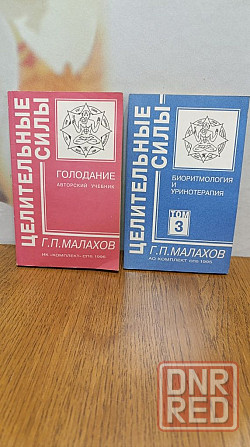 ЦЕЛИТЕЛЬНЫЕ
СИЛЫ
ГОЛОДАНИЕ
АВТОРСКИЙ УЧЕБНИК
Г.П.МАЛАХОВ
ИК «КОМПЛЕКТ» СПб 1996
ЦЕЛИТЕЛЬНЫЕ
СИЛЫ
БИОРИТМОЛОГИЯ
И
УРИНОТЕРАПИЯ
ТОМ
3
Г.П.МАЛАХОВ
АО КОМПЛЕКТ СПб 1996
DNR
RED